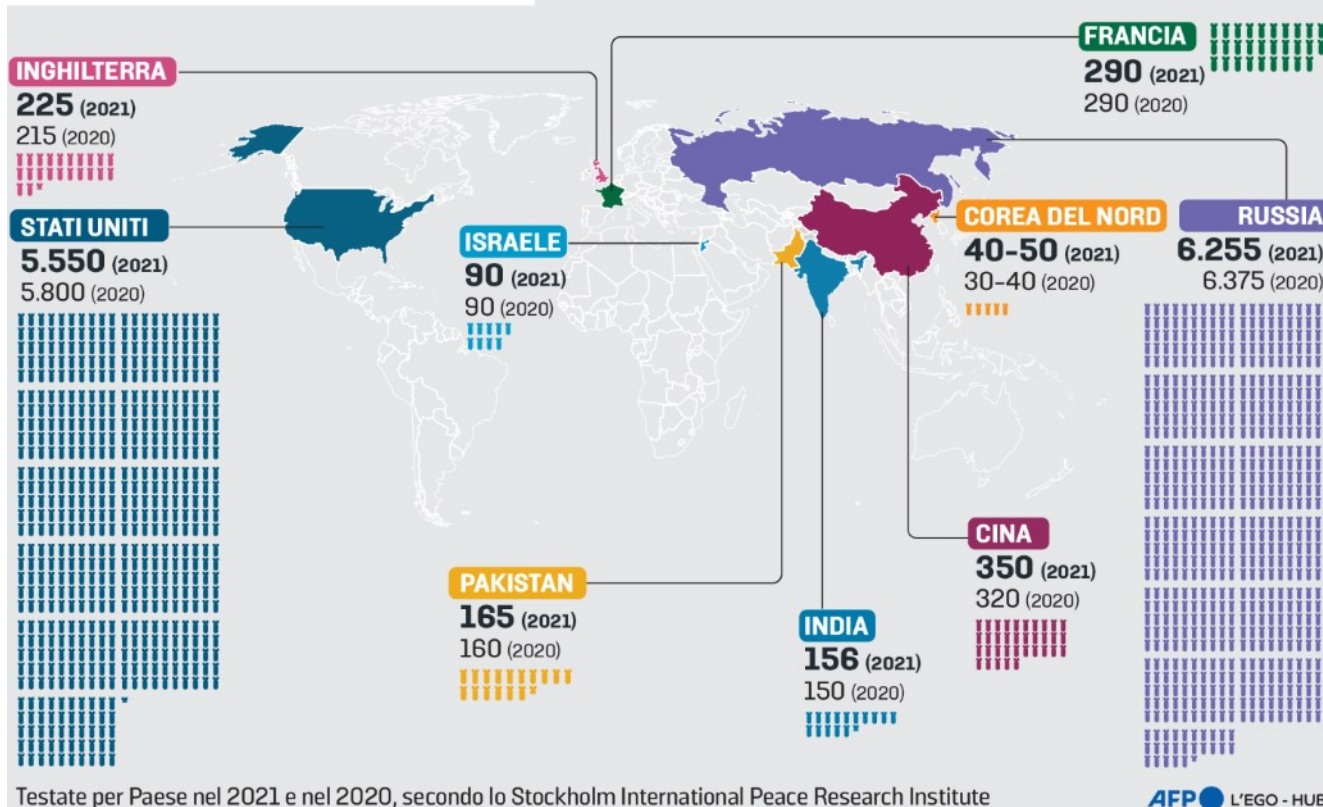 FRANCIA
290 (2021)
290 (2020)
INGHILTERRA
225 (2021)
215 (2020)
STATI UNITI
5.550 (2021)
5.800 (2020)
ISRAELE
90 (2021)
90 (2020)
COREA DEL NORD
40-50 (2021)
30-40 (2020)
RUSSIA
6.255 (2021)
6.375 (2020)
PAKISTAN
165 (2021)
160 (2020)
INDIA
156 (2021)
150 (2020)
CINA
350 (2021)
320 (2020)
Testate per Paese nel 2021 e nel 2020, secondo lo Stockholm International Peace Research Institute
AFP L'EGO - HUB